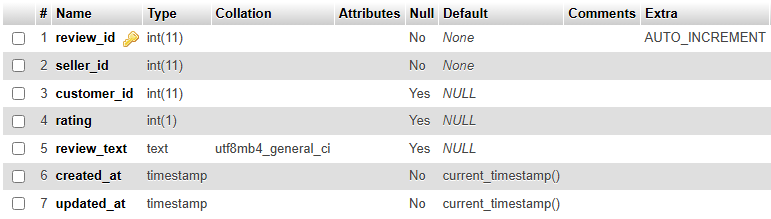 # Name Type Collation Attributes Null Default Comments Extra
1 review_id int(11) No None AUTO_INCREMENT
2 seller_id int(11) No None
3 customer_id int(11) Yes NULL
4 rating int(1) Yes NULL
5 review_text text utf8mb4_general_ci Yes NULL
6 created_at timestamp No current_timestamp()
7 updated_at timestamp No current_timestamp()